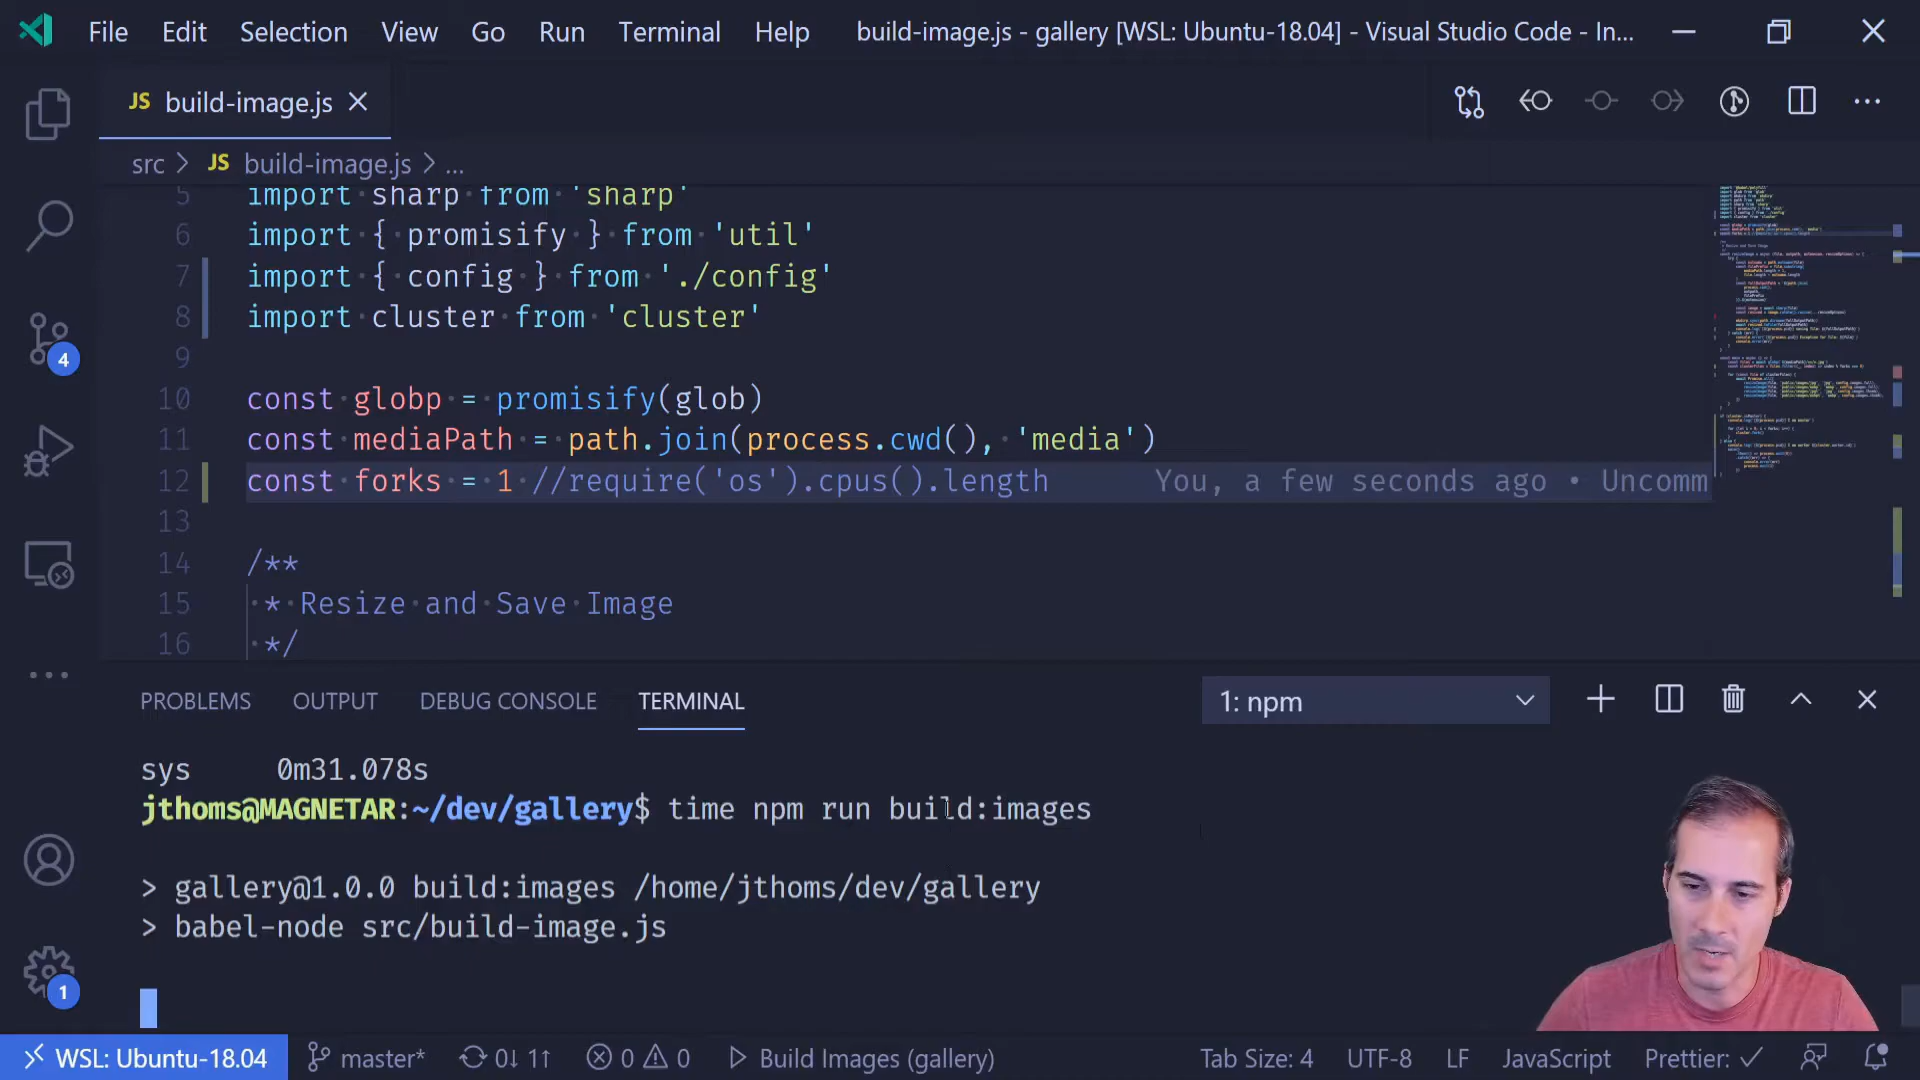 File Edit Selection View Go Run Terminal Help build-image.js - gallery [WSL: Ubuntu-18.04] - Visual Studio Code - In...
JS build-image.js
src > JS build-image.js > ...
5 import sharp from 'sharp'
6 import { promisify } from 'util'
7 import { config } from './config'
8 import cluster from 'cluster'
9
10 const globp = promisify(glob)
11 const mediaPath = path.join(process.cwd(), 'media')
12 const forks = 1 //require('os').cpus().length You, a few seconds ago • Uncomm
13
14 /**
15 * Resize and Save Image
16 */
4
1
PROBLEMS OUTPUT DEBUG CONSOLE TERMINAL 1: npm
sys 0m31.078s
jthoms@MAGNETAR:~/dev/gallery$ time npm run build:images
> gallery@1.0.0 build:images /home/jthoms/dev/gallery
> babel-node src/build-image.js
WSL: Ubuntu-18.04 master* 0↓ 1↑ 0 0 Build Images (gallery) Tab Size: 4 UTF-8 LF JavaScript Prettier: ✓